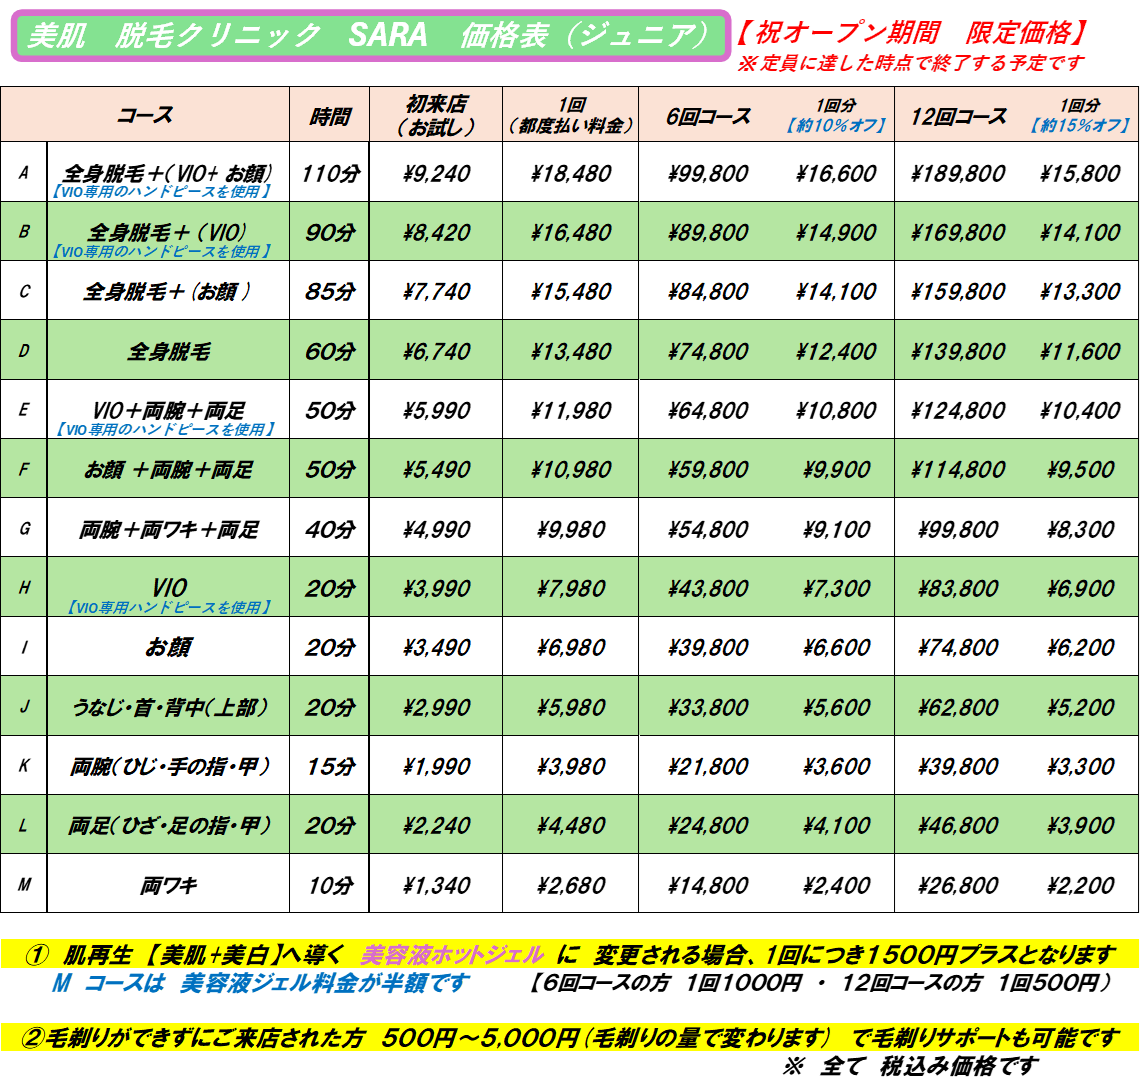 美肌　脱毛クリニック　SARA　価格表（ジュニア）
【祝オープン期間　限定価格】
※定員に達した時点で終了する予定です
コース 時間 初来店（お試し） 1回（都度払い料金） 6回コース 1回分【約10%オフ】 12回コース 1回分【約15%オフ】
A 全身脱毛＋（VIO+ お顔） 110分 ¥9,240 ¥18,480 ¥99,800 ¥16,600 ¥189,800 ¥15,800
【VIO専用のハンドピースを使用】
B 全身脱毛＋（VIO） 90分 ¥8,420 ¥16,480 ¥89,800 ¥14,900 ¥169,800 ¥14,100
【VIO専用のハンドピースを使用】
C 全身脱毛＋（お顔） 85分 ¥7,740 ¥15,480 ¥84,800 ¥14,100 ¥159,800 ¥13,300
D 全身脱毛 60分 ¥6,740 ¥13,480 ¥74,800 ¥12,400 ¥139,800 ¥11,600
E VIO＋両腕＋両足 50分 ¥5,990 ¥11,980 ¥64,800 ¥10,800 ¥124,800 ¥10,400
【VIO専用のハンドピースを使用】
F お顔＋両腕＋両足 50分 ¥5,490 ¥10,980 ¥59,800 ¥9,900 ¥114,800 ¥9,500
G 両腕＋両ワキ＋両足 40分 ¥4,990 ¥9,980 ¥54,800 ¥9,100 ¥99,800 ¥8,300
H VIO 20分 ¥3,990 ¥7,980 ¥43,800 ¥7,300 ¥83,800 ¥6,900
【VIO専用ハンドピースを使用】
I お顔 20分 ¥3,490 ¥6,980 ¥39,800 ¥6,600 ¥74,800 ¥6,200
J うなじ・首・背中（上部） 20分 ¥2,990 ¥5,980 ¥33,800 ¥5,600 ¥62,800 ¥5,200
K 両腕（ひじ・手の指・甲） 15分 ¥1,990 ¥3,980 ¥21,800 ¥3,600 ¥39,800 ¥3,300
L 両足（ひざ・足の指・甲） 20分 ¥2,240 ¥4,480 ¥24,800 ¥4,100 ¥46,800 ¥3,900
M 両ワキ 10分 ¥1,340 ¥2,680 ¥14,800 ¥2,400 ¥26,800 ¥2,200
①　肌再生【美肌+美白】へ導く　美容液ホットジェル　に　変更される場合、1回につき１５００円プラスとなります
M　コースは　美容液ジェル料金が半額です　【６回コースの方　1回1000円　・　12回コースの方　1回500円）
②毛剃りができずにご来店された方　500円〜5,000円（毛剃りの量で変わります）　で毛剃りサポートも可能です
※　全て　税込み価格です